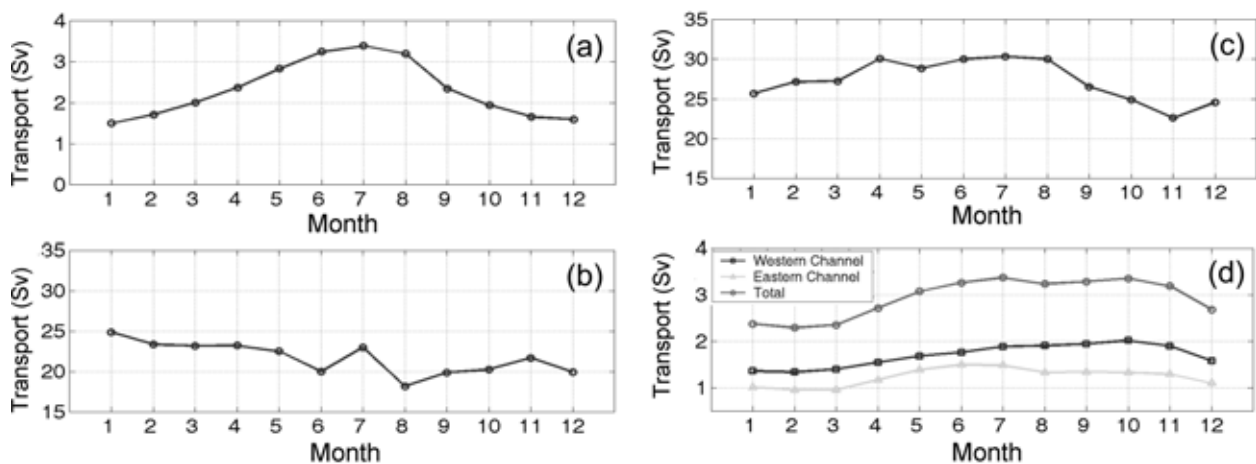 (a)
Transport (Sv)
4
3
2
1
0
1 2 3 4 5 6 7 8 9 10 11 12
Month
(b)
Transport (Sv)
35
30
25
20
15
1 2 3 4 5 6 7 8 9 10 11 12
Month
(c)
Transport (Sv)
35
30
25
20
15
1 2 3 4 5 6 7 8 9 10 11 12
Month
(d)
Transport (Sv)
4
3
2
1
Western Channel
Eastern Channel
Total
1 2 3 4 5 6 7 8 9 10 11 12
Month